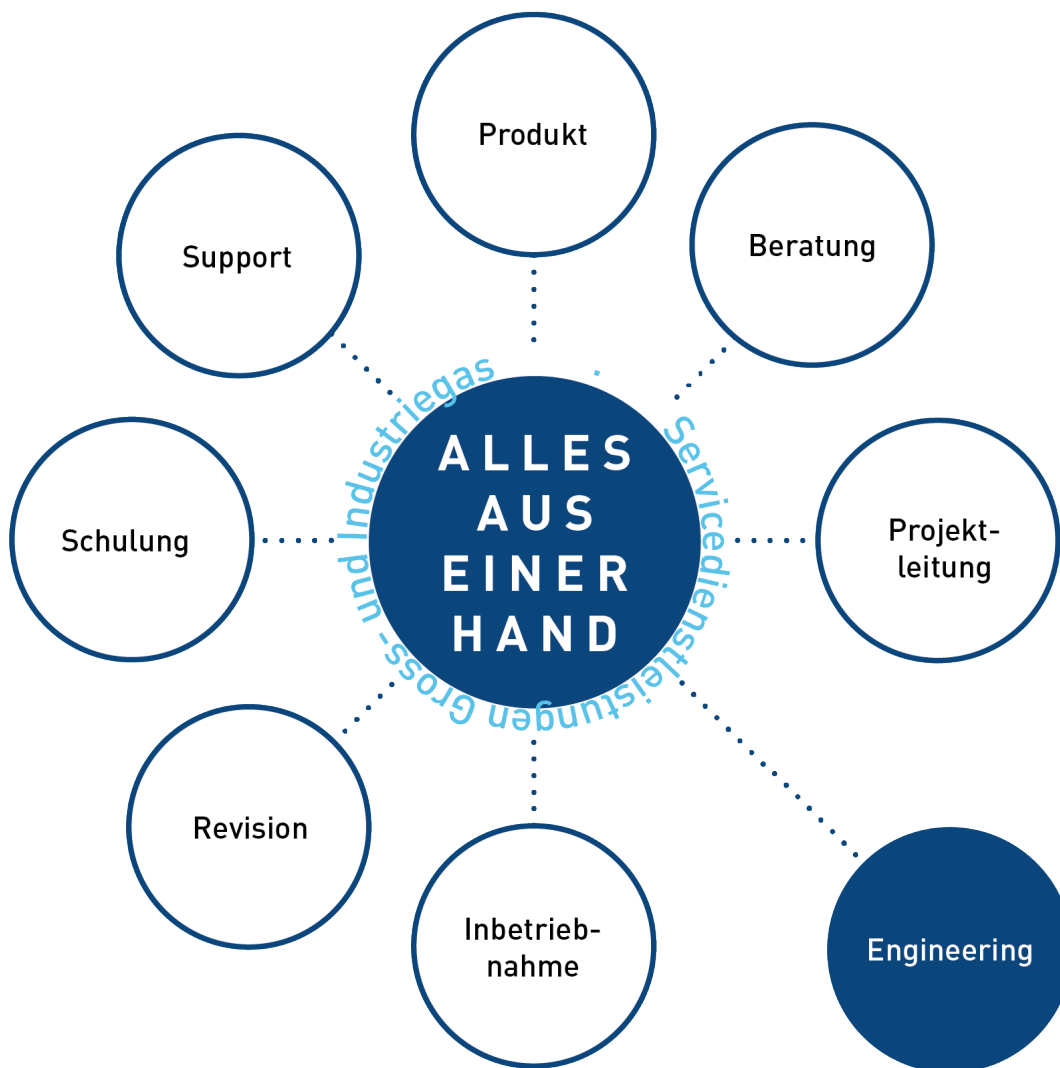 Produkt
Beratung
Support
Servicedienstleistungen Gross- und Industriegas
ALLES
AUS
EINER
HAND
Schulung
Projekt-
leitung
Revision
Inbetrieb-
nahme
Engineering